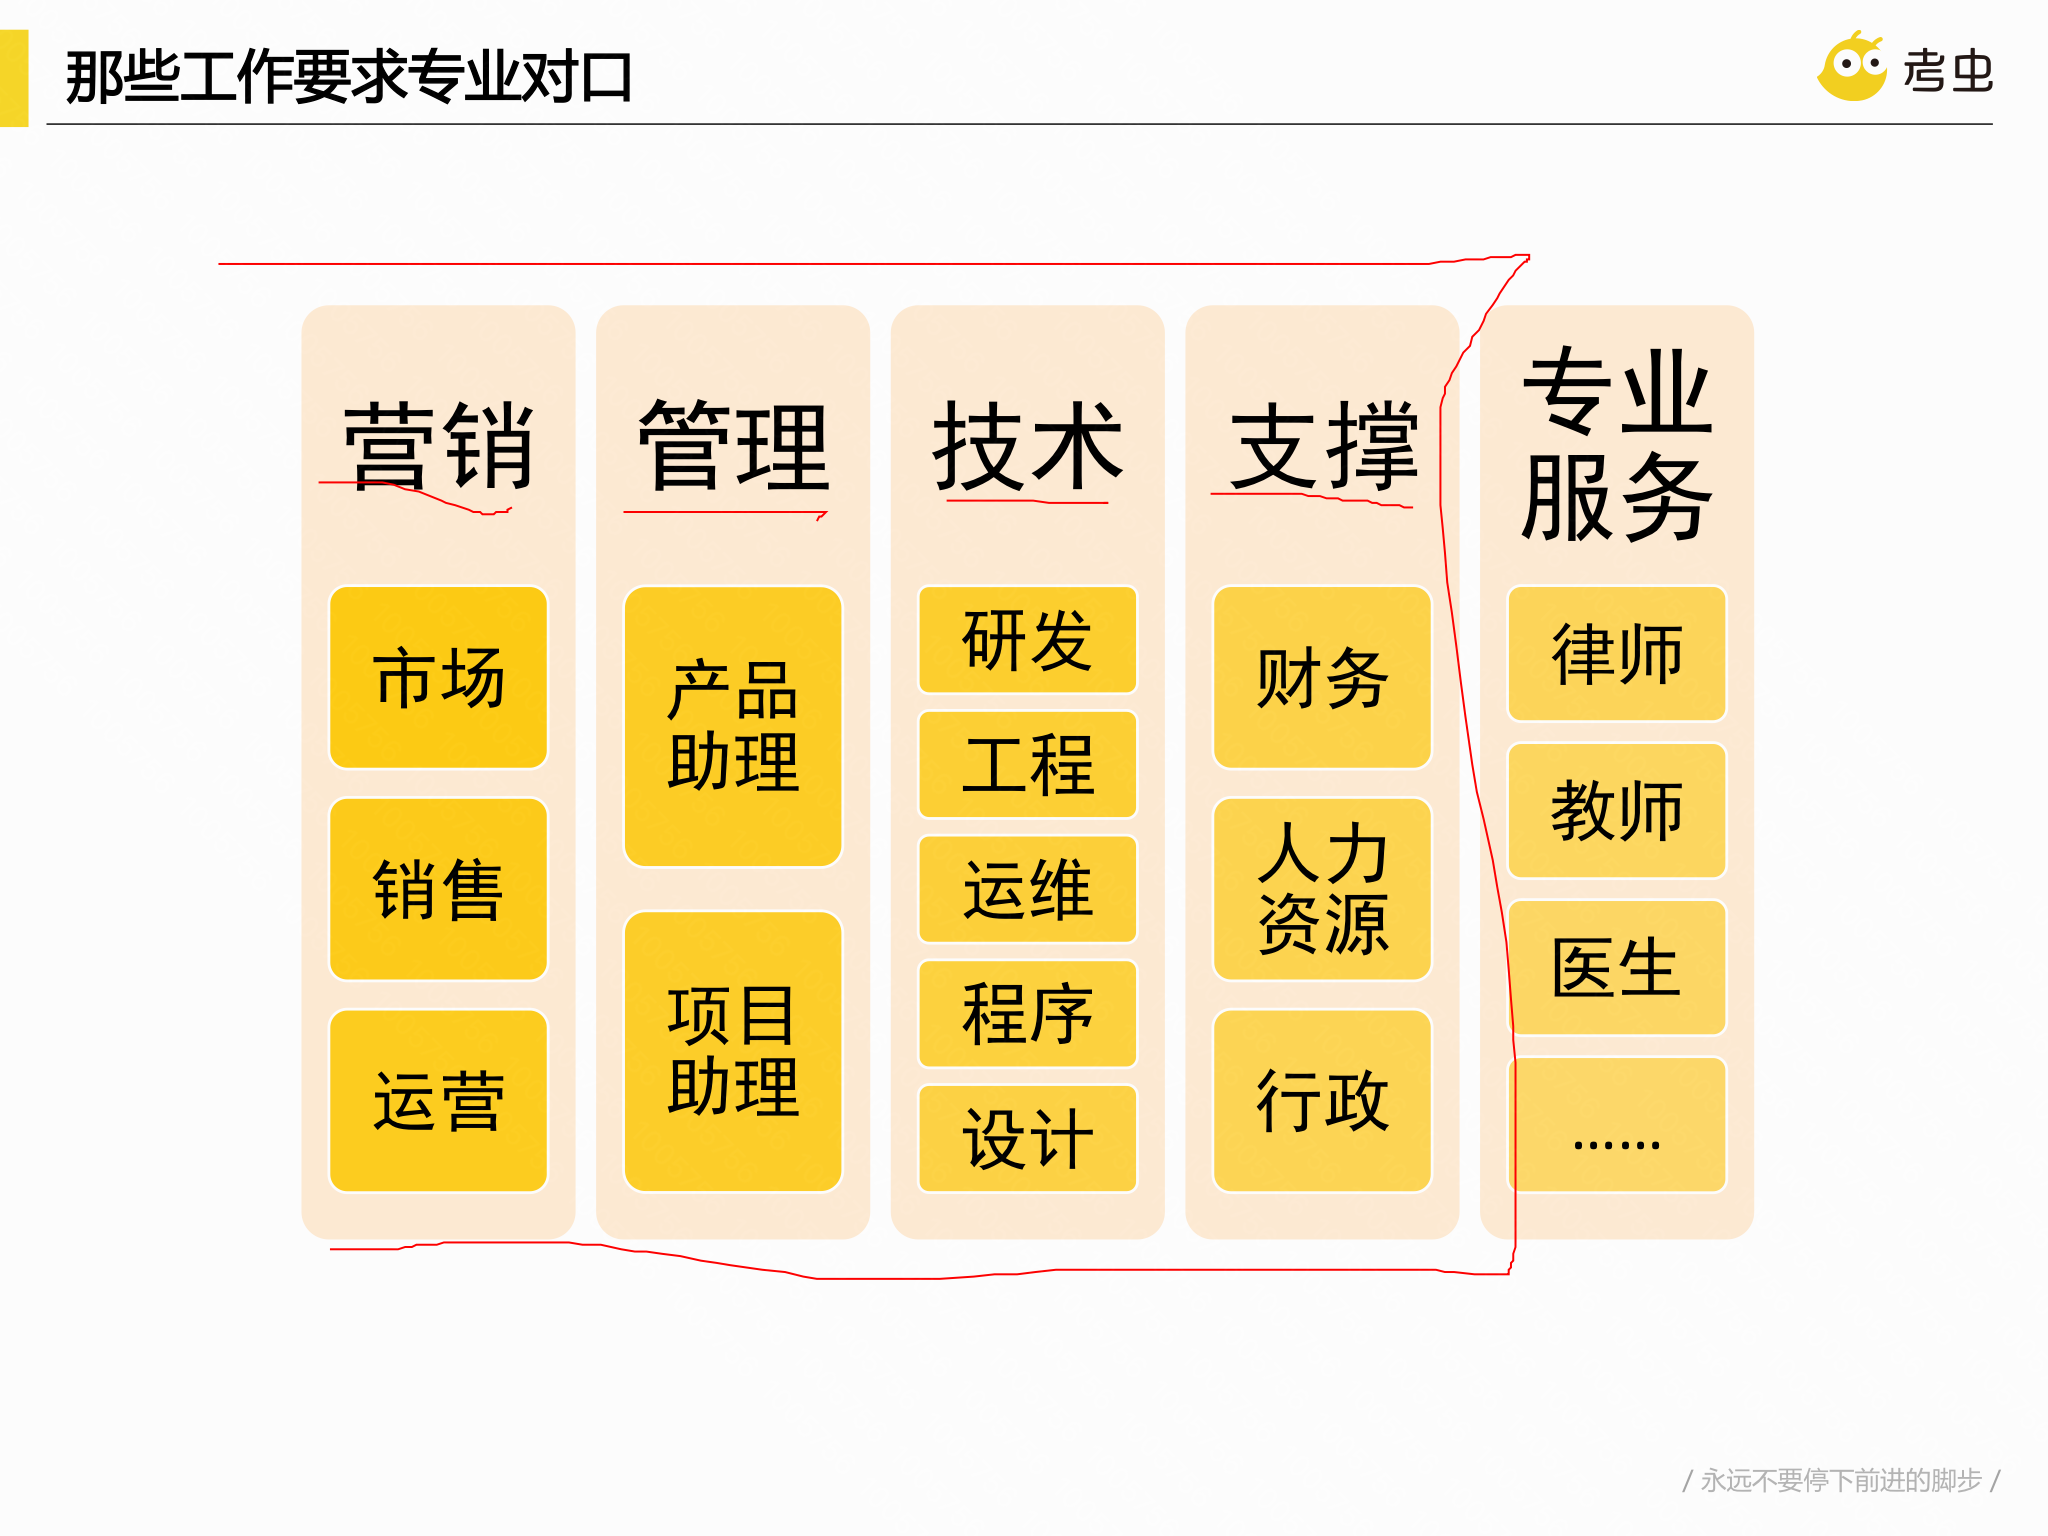 那些工作要求专业对口
考虫
营销
市场
销售
运营
管理
产品
助理
项目
助理
技术
研发
工程
运维
程序
设计
支撑
财务
人力
资源
行政
专业
服务
律师
教师
医生
……
/ 永远不要停下前进的脚步 /